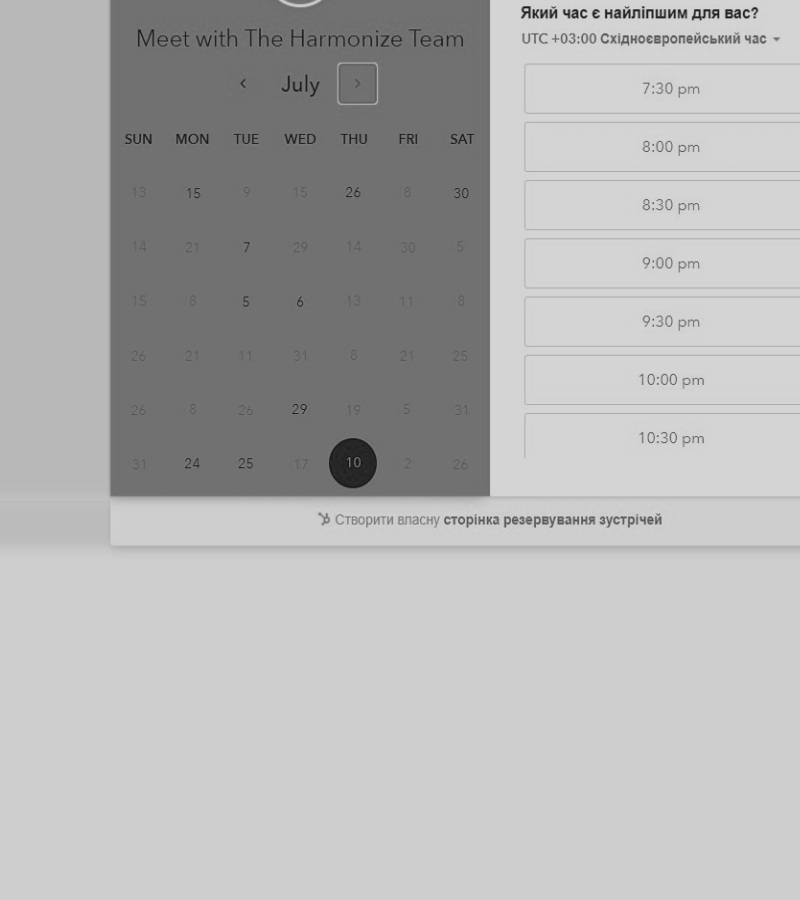 Meet with The Harmonize Team
July
SUN MON TUE WED THU FRI SAT
13 15 9 15 26 8 30
14 21 7 29 14 30 5
15 8 5 6 13 11 8
26 21 11 31 8 21 25
26 8 26 29 19 5 31
31 24 25 17 10 2 26
Який час є найліпшим для вас?
UTC +03:00 Східноєвропейський час
7:30 pm
8:00 pm
8:30 pm
9:00 pm
9:30 pm
10:00 pm
10:30 pm
Створити власну сторінка резервування зустрічей